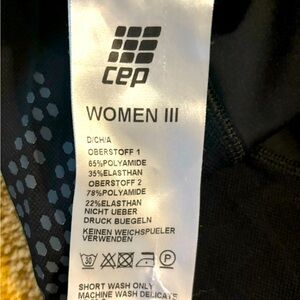 cep
WOMEN III
D/CH/A
OBERSTOFF 1
65%POLYAMIDE
35%ELASTHAN
OBERSTOFF 2
78%POLYAMIDE
22%ELASTHAN
NICHT UEBER
DRUCK BUEGELN
KEINEN WEICHSPUELER
VERWENDEN
30
SHORT WASH ONLY
MACHINE WASH DELICATE